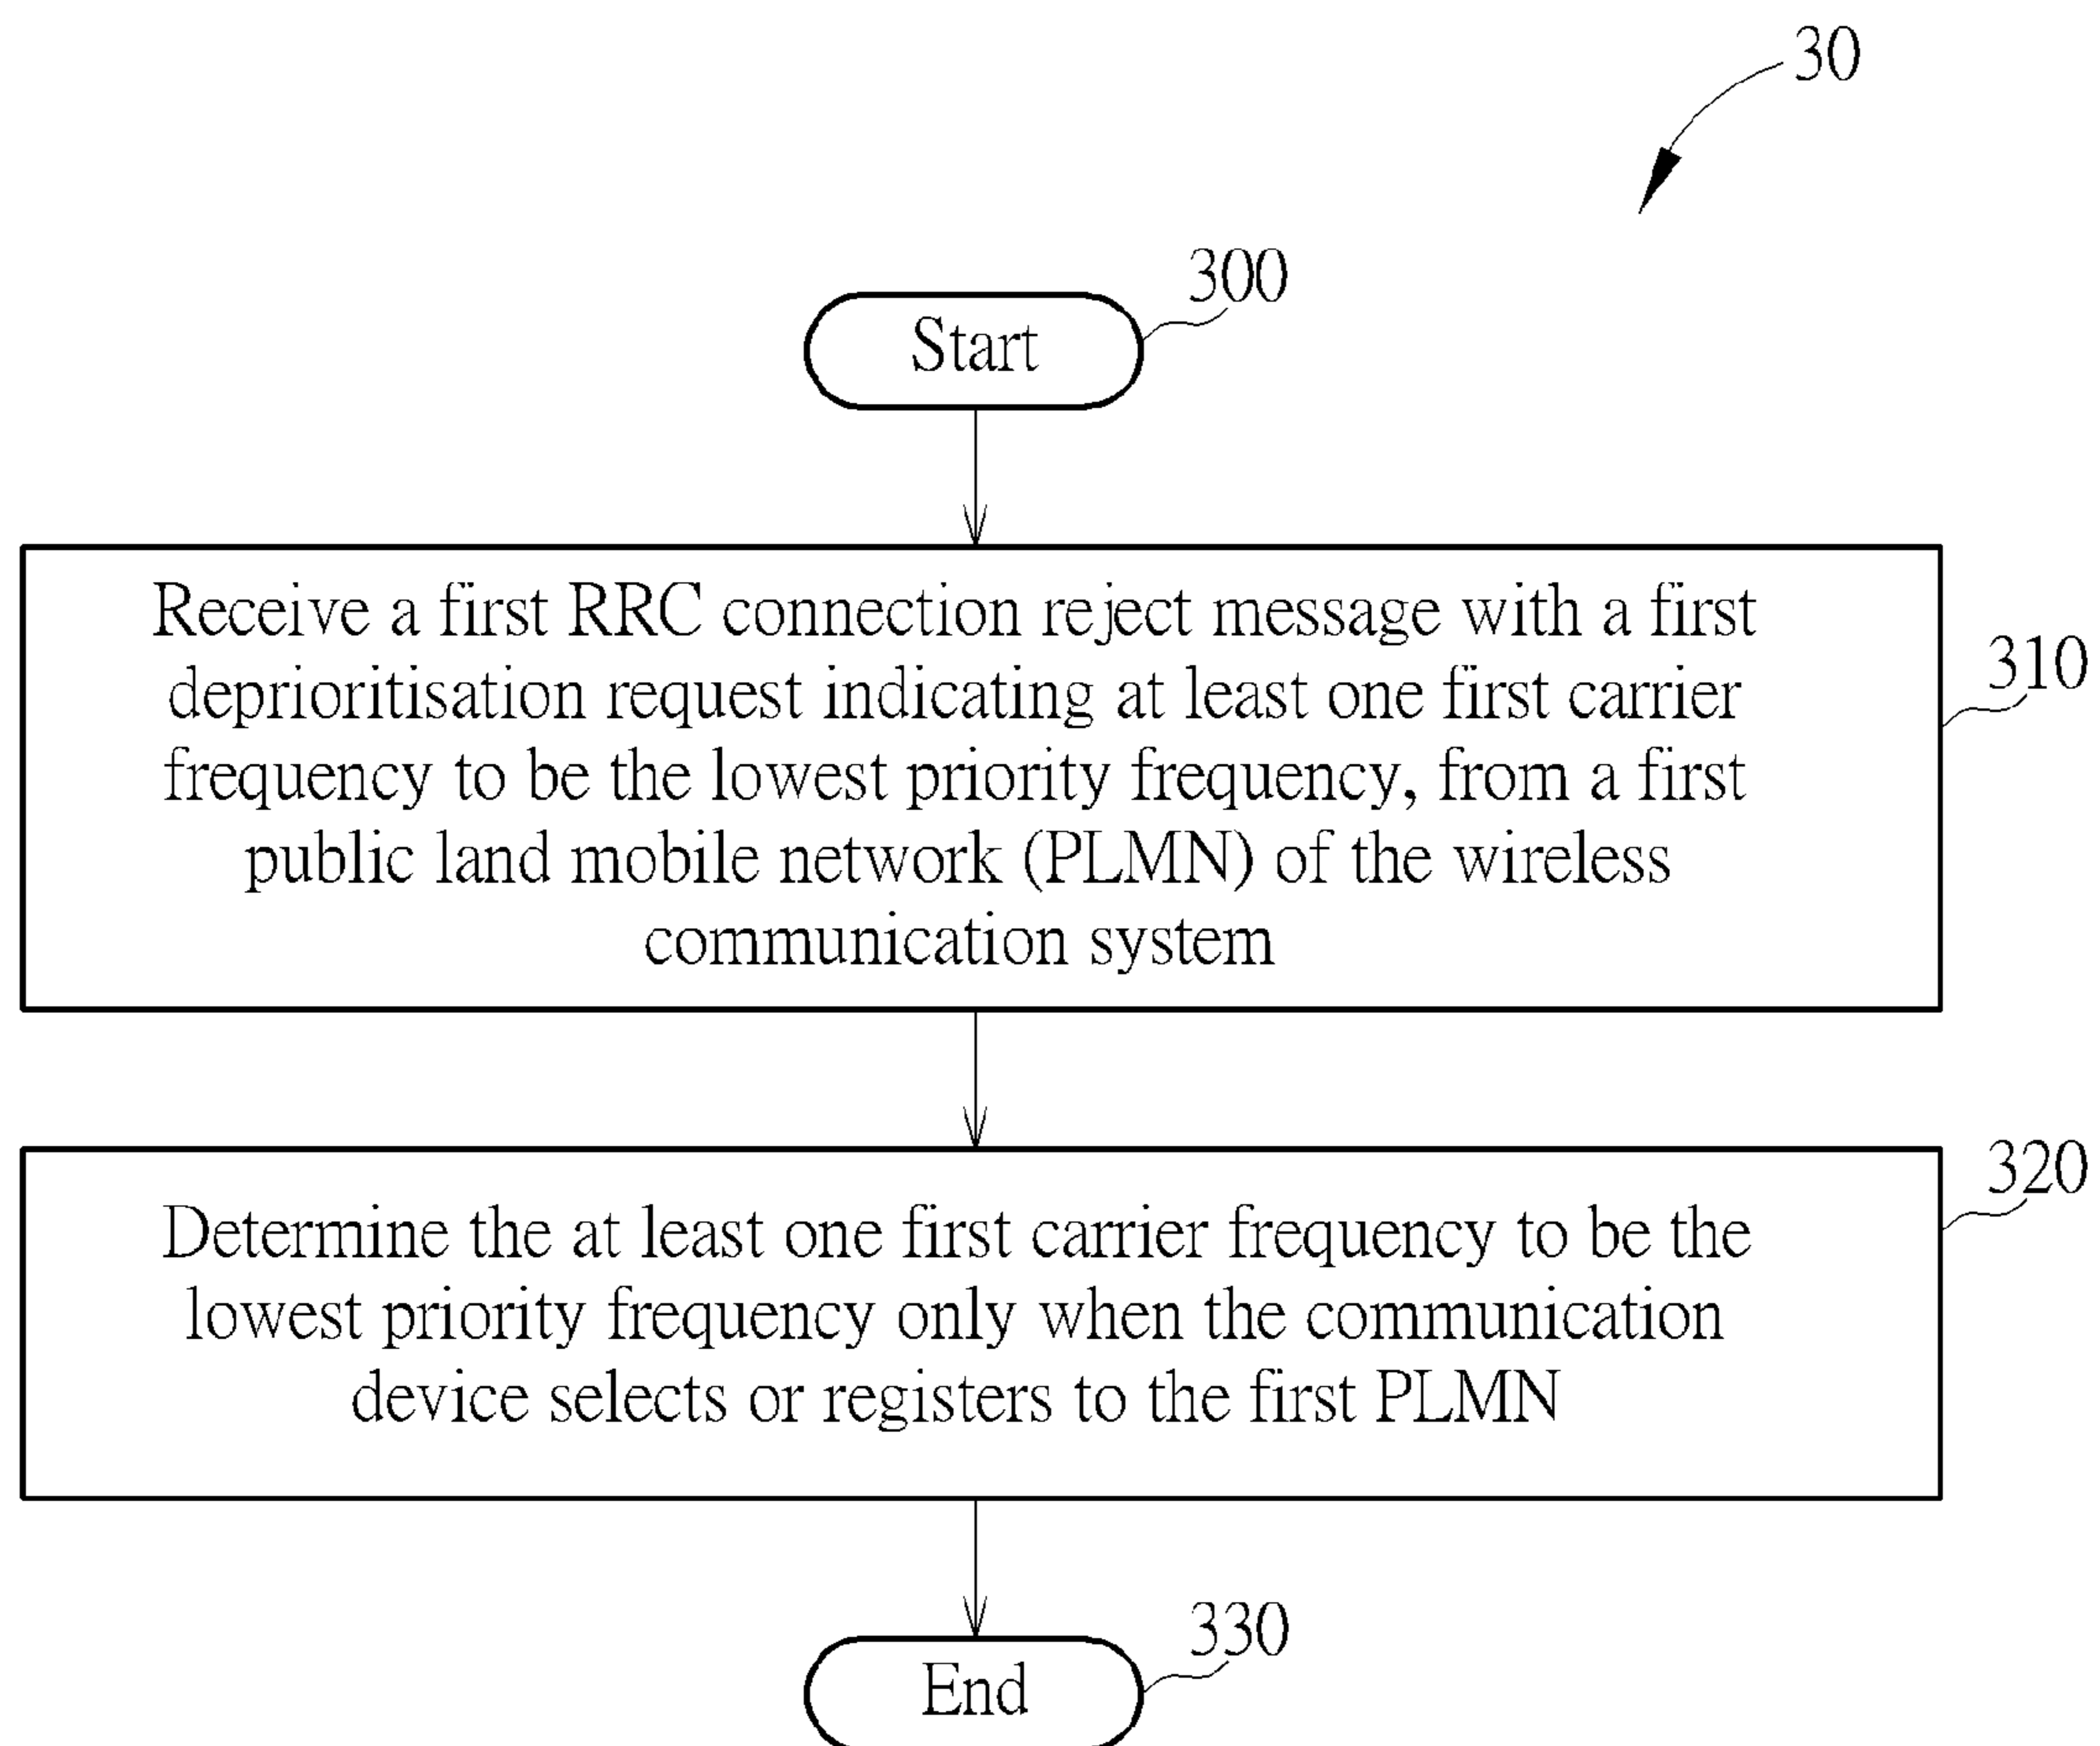 30
300
Start
Receive a first RRC connection reject message with a first
deprioritisation request indicating at least one first carrier
frequency to be the lowest priority frequency, from a first
public land mobile network (PLMN) of the wireless
communication system
310
320
Determine the at least one first carrier frequency to be the
lowest priority frequency only when the communication
device selects or registers to the first PLMN
330
End